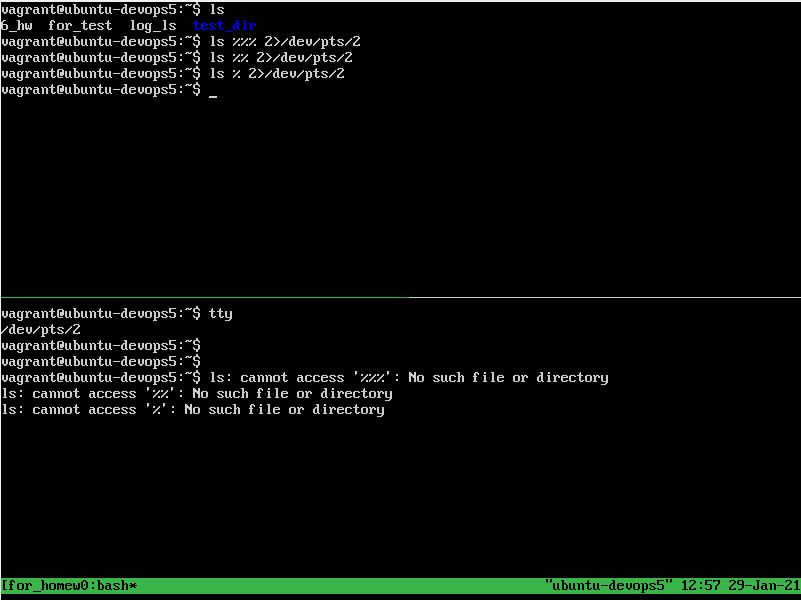 vagrant@ubuntu-devops5:~$ ls
6_hw  for_test  log_ls  test_dir
vagrant@ubuntu-devops5:~$ ls %%% 2>/dev/pts/2
vagrant@ubuntu-devops5:~$ ls %% 2>/dev/pts/2
vagrant@ubuntu-devops5:~$ ls % 2>/dev/pts/2
vagrant@ubuntu-devops5:~$ _
vagrant@ubuntu-devops5:~$ tty
/dev/pts/2
vagrant@ubuntu-devops5:~$
vagrant@ubuntu-devops5:~$
vagrant@ubuntu-devops5:~$ ls: cannot access '%%%': No such file or directory
ls: cannot access '%%': No such file or directory
ls: cannot access '%': No such file or directory
[for_homew0:bash* "ubuntu-devops5" 12:57 29-Jan-21